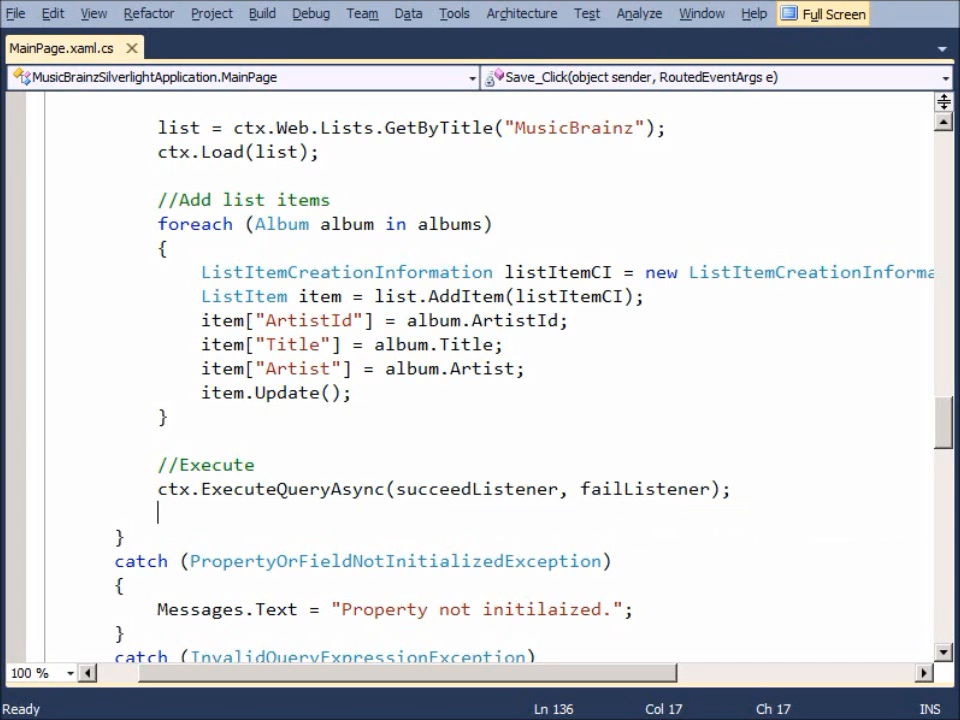 File Edit View Refactor Project Build Debug Team Data Tools Architecture Test Analyze Window Help Full Screen
MainPage.xaml.cs
MusicBrainzSilverlightApplication.MainPage Save_Click(object sender, RoutedEventArgs e)
list = ctx.Web.Lists.GetByTitle("MusicBrainz");
ctx.Load(list);
//Add list items
foreach (Album album in albums)
{
ListItemCreationInformation listItemCI = new ListItemCreationInforma
ListItem item = list.AddItem(listItemCI);
item["ArtistId"] = album.ArtistId;
item["Title"] = album.Title;
item["Artist"] = album.Artist;
item.Update();
}
//Execute
ctx.ExecuteQueryAsync(succeedListener, failListener);
}
catch (PropertyOrFieldNotInitializedException)
{
Messages.Text = "Property not initilaized.";
}
catch (InvalidQueryExpressionException)
100 %
Ready Ln 136 Col 17 Ch 17 INS